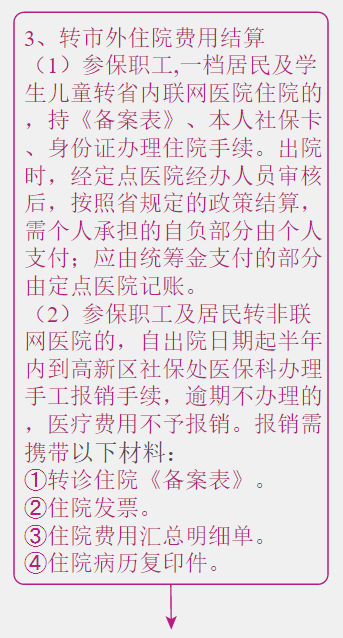 3、转市外住院费用结算
（1）参保职工,一档居民及学
生儿童转省内联网医院住院的
，持《备案表》、本人社保卡
、身份证办理住院手续。出院
时，经定点医院经办人员审核
后，按照省规定的政策结算，
需个人承担的自负部分由个人
支付；应由统筹金支付的部分
由定点医院记账。
（2）参保职工及居民转非联
网医院的，自出院日期起半年
内到高新区社保处医保科办理
手工报销手续，逾期不办理的
，医疗费用不予报销。报销需
携带以下材料：
①转诊住院《备案表》。
②住院发票。
③住院费用汇总明细单。
④住院病历复印件。